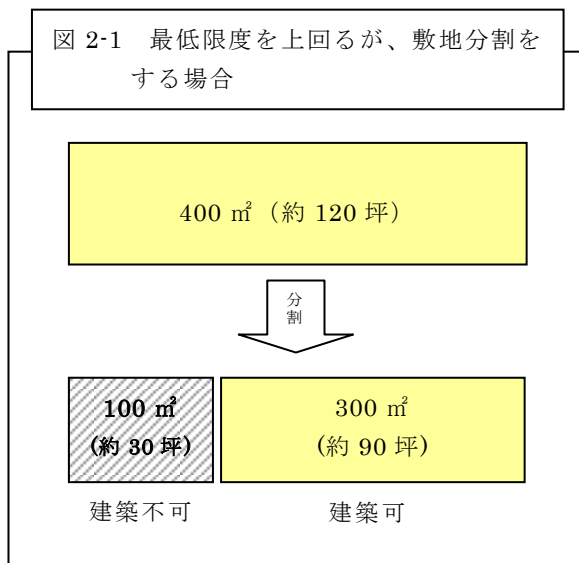 図 2-1　最低限度を上回るが、敷地分割を
する場合
400 ㎡（約 120 坪）
分
割
100 ㎡
(約 30 坪)
300 ㎡
(約 90 坪)
建築不可
建築可